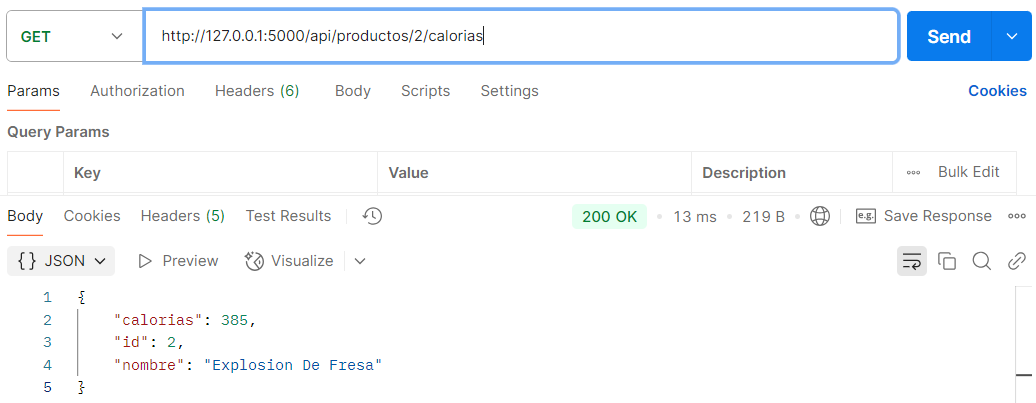 GET http://127.0.0.1:5000/api/productos/2/calorias Send
Params Authorization Headers (6) Body Scripts Settings Cookies
Query Params
Key Value Description Bulk Edit
Body Cookies Headers (5) Test Results 200 OK 13 ms 219 B e.g. Save Response
{} JSON Preview Visualize
1 {
2 "calorias": 385,
3 "id": 2,
4 "nombre": "Explosion De Fresa"
5 }